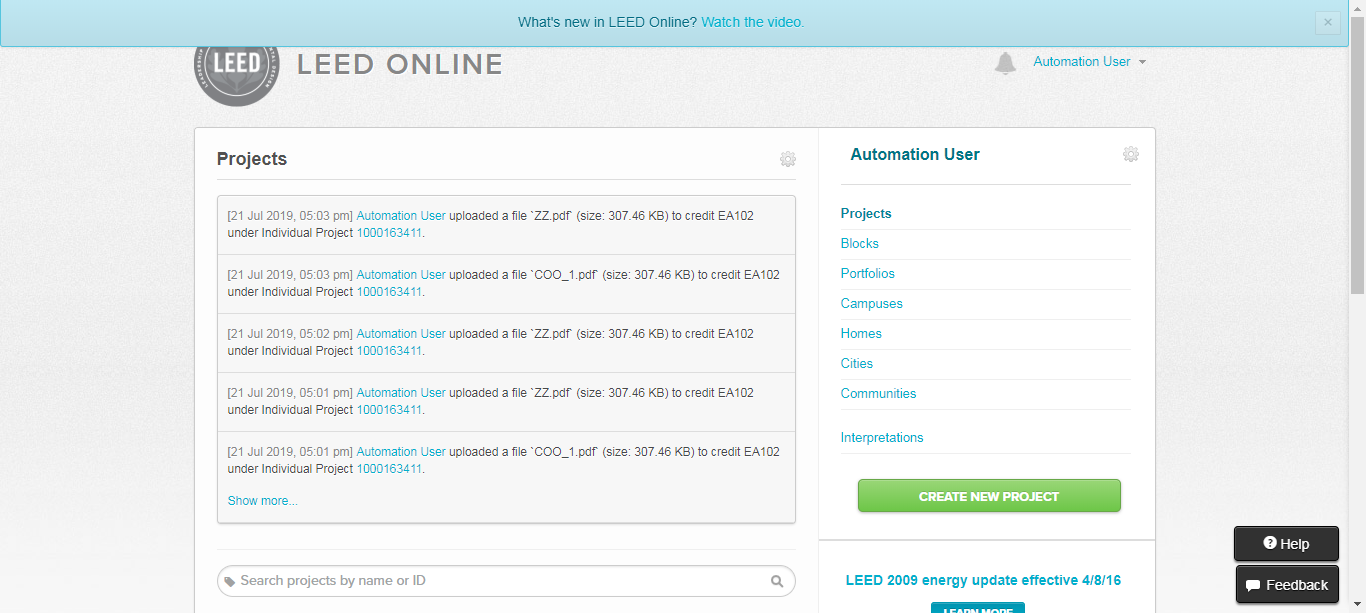 What's new in LEED Online? Watch the video.
×
LEED
LEED ONLINE
Automation User
Projects
[21 Jul 2019, 05:03 pm] Automation User uploaded a file `ZZ.pdf` (size: 307.46 KB) to credit EA102
under Individual Project 1000163411.
[21 Jul 2019, 05:03 pm] Automation User uploaded a file `COO_1.pdf` (size: 307.46 KB) to credit EA102
under Individual Project 1000163411.
[21 Jul 2019, 05:02 pm] Automation User uploaded a file `ZZ.pdf` (size: 307.46 KB) to credit EA102
under Individual Project 1000163411.
[21 Jul 2019, 05:01 pm] Automation User uploaded a file `ZZ.pdf` (size: 307.46 KB) to credit EA102
under Individual Project 1000163411.
[21 Jul 2019, 05:01 pm] Automation User uploaded a file `COO_1.pdf` (size: 307.46 KB) to credit EA102
under Individual Project 1000163411.
Show more...
Search projects by name or ID
Automation User
Projects
Blocks
Portfolios
Campuses
Homes
Cities
Communities
Interpretations
CREATE NEW PROJECT
LEED 2009 energy update effective 4/8/16
LEARN MORE
Help
Feedback